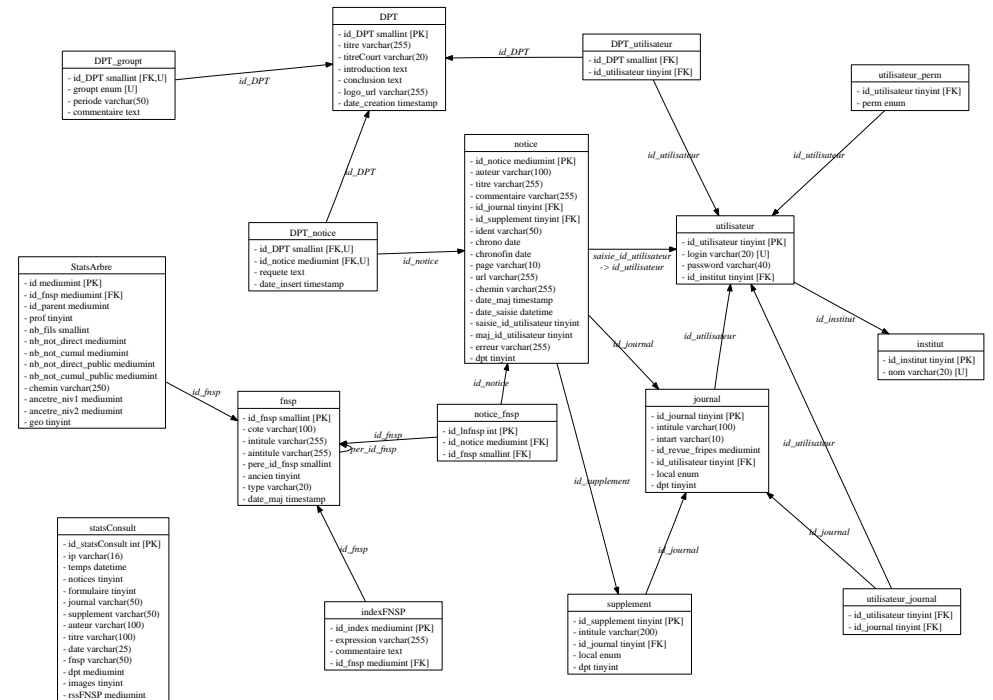 DPT
- id_DPT smallint [PK]
- titre varchar(255)
- titreCourt varchar(20)
- introduction text
- conclusion text
- logo_url varchar(255)
- date_creation timestamp
DPT_groupt
- id_DPT smallint [FK,U]
- groupt enum [U]
- periode varchar(50)
- commentaire text
id_DPT
id_DPT
DPT_utilisateur
- id_DPT smallint [FK]
- id_utilisateur tinyint [FK]
utilisateur_perm
- id_utilisateur tinyint [FK]
- perm enum
id_utilisateur
id_utilisateur
id_DPT
notice
- id_notice mediumint [PK]
- auteur varchar(100)
- titre varchar(255)
- commentaire varchar(255)
- id_journal tinyint [FK]
- id_supplement tinyint [FK]
- ident varchar(50)
- chrono date
- chronofin date
- page varchar(10)
- url varchar(255)
- chemin varchar(255)
- date_maj timestamp
- date_saisie datetime
- saisie_id_utilisateur tinyint
- maj_id_utilisateur tinyint
- erreur varchar(255)
- dpt tinyint
DPT_notice
- id_DPT smallint [FK,U]
- id_notice mediumint [FK,U]
- requete text
- date_insert timestamp
id_notice
saisie_id_utilisateur
-> id_utilisateur
utilisateur
- id_utilisateur tinyint [PK]
- login varchar(20) [U]
- password varchar(40)
- id_institut tinyint [FK]
id_institut
institut
- id_institut tinyint [PK]
- nom varchar(20) [U]
StatsArbre
- id mediumint [PK]
- id_fnsp mediumint [FK]
- id_parent mediumint
- prof tinyint
- nb_fils smallint
- nb_not_direct mediumint
- nb_not_cumul mediumint
- nb_not_direct_public mediumint
- nb_not_cumul_public mediumint
- chemin varchar(250)
- ancetre_niv1 mediumint
- ancetre_niv2 mediumint
- geo tinyint
id_fnsp
id_journal
id_utilisateur
id_notice
fnsp
- id_fnsp smallint [PK]
- cote varchar(100)
- intitule varchar(255)
- aintitule varchar(255)
- pere_id_fnsp smallint
- ancien tinyint
- type varchar(20)
- date_maj timestamp
id_fnsp
per_id_fnsp
notice_fnsp
- id_lnfnsp int [PK]
- id_notice mediumint [FK]
- id_fnsp smallint [FK]
journal
- id_journal tinyint [PK]
- intitule varchar(100)
- intart varchar(10)
- id_revue_fripes mediumint
- id_utilisateur tinyint [FK]
- local enum
- dpt tinyint
id_utilisateur
id_supplement
id_journal
id_journal
id_fnsp
statsConsult
- id_statsConsult int [PK]
- ip varchar(16)
- temps datetime
- notices tinyint
- formulaire tinyint
- journal varchar(50)
- supplement varchar(50)
- auteur varchar(100)
- titre varchar(100)
- date varchar(25)
- fnsp varchar(50)
- dpt mediumint
- images tinyint
- rssFNSP mediumint
indexFNSP
- id_index mediumint [PK]
- expression varchar(255)
- commentaire text
- id_fnsp mediumint [FK]
supplement
- id_supplement tinyint [PK]
- intitule varchar(200)
- id_journal tinyint [FK]
- local enum
- dpt tinyint
utilisateur_journal
- id_utilisateur tinyint [FK]
- id_journal tinyint [FK]